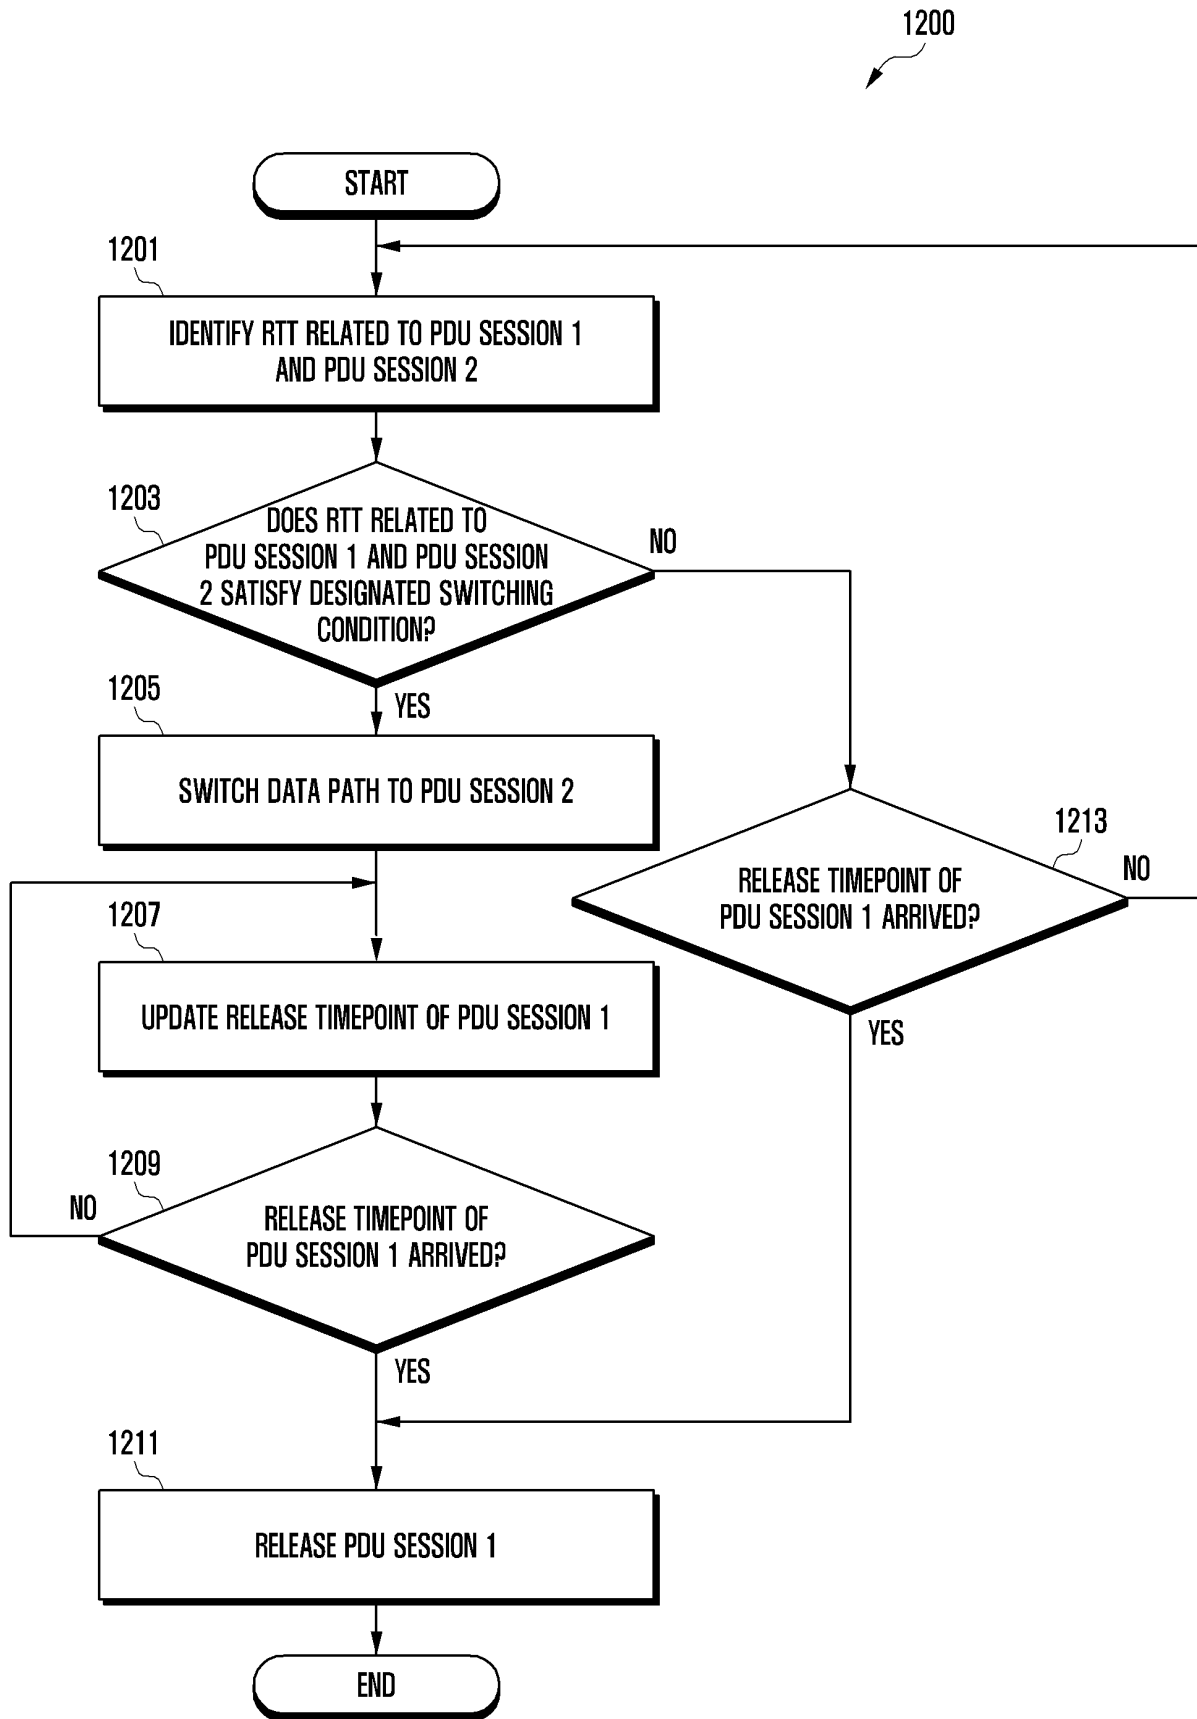 1200
START
1201
IDENTIFY RTT RELATED TO PDU SESSION 1
AND PDU SESSION 2
1203
DOES RTT RELATED TO
PDU SESSION 1 AND PDU SESSION
2 SATISFY DESIGNATED SWITCHING
CONDITION?
NO
YES
1205
SWITCH DATA PATH TO PDU SESSION 2
1213
RELEASE TIMEPOINT OF
PDU SESSION 1 ARRIVED?
NO
YES
1207
UPDATE RELEASE TIMEPOINT OF PDU SESSION 1
1209
NO
RELEASE TIMEPOINT OF
PDU SESSION 1 ARRIVED?
YES
1211
RELEASE PDU SESSION 1
END